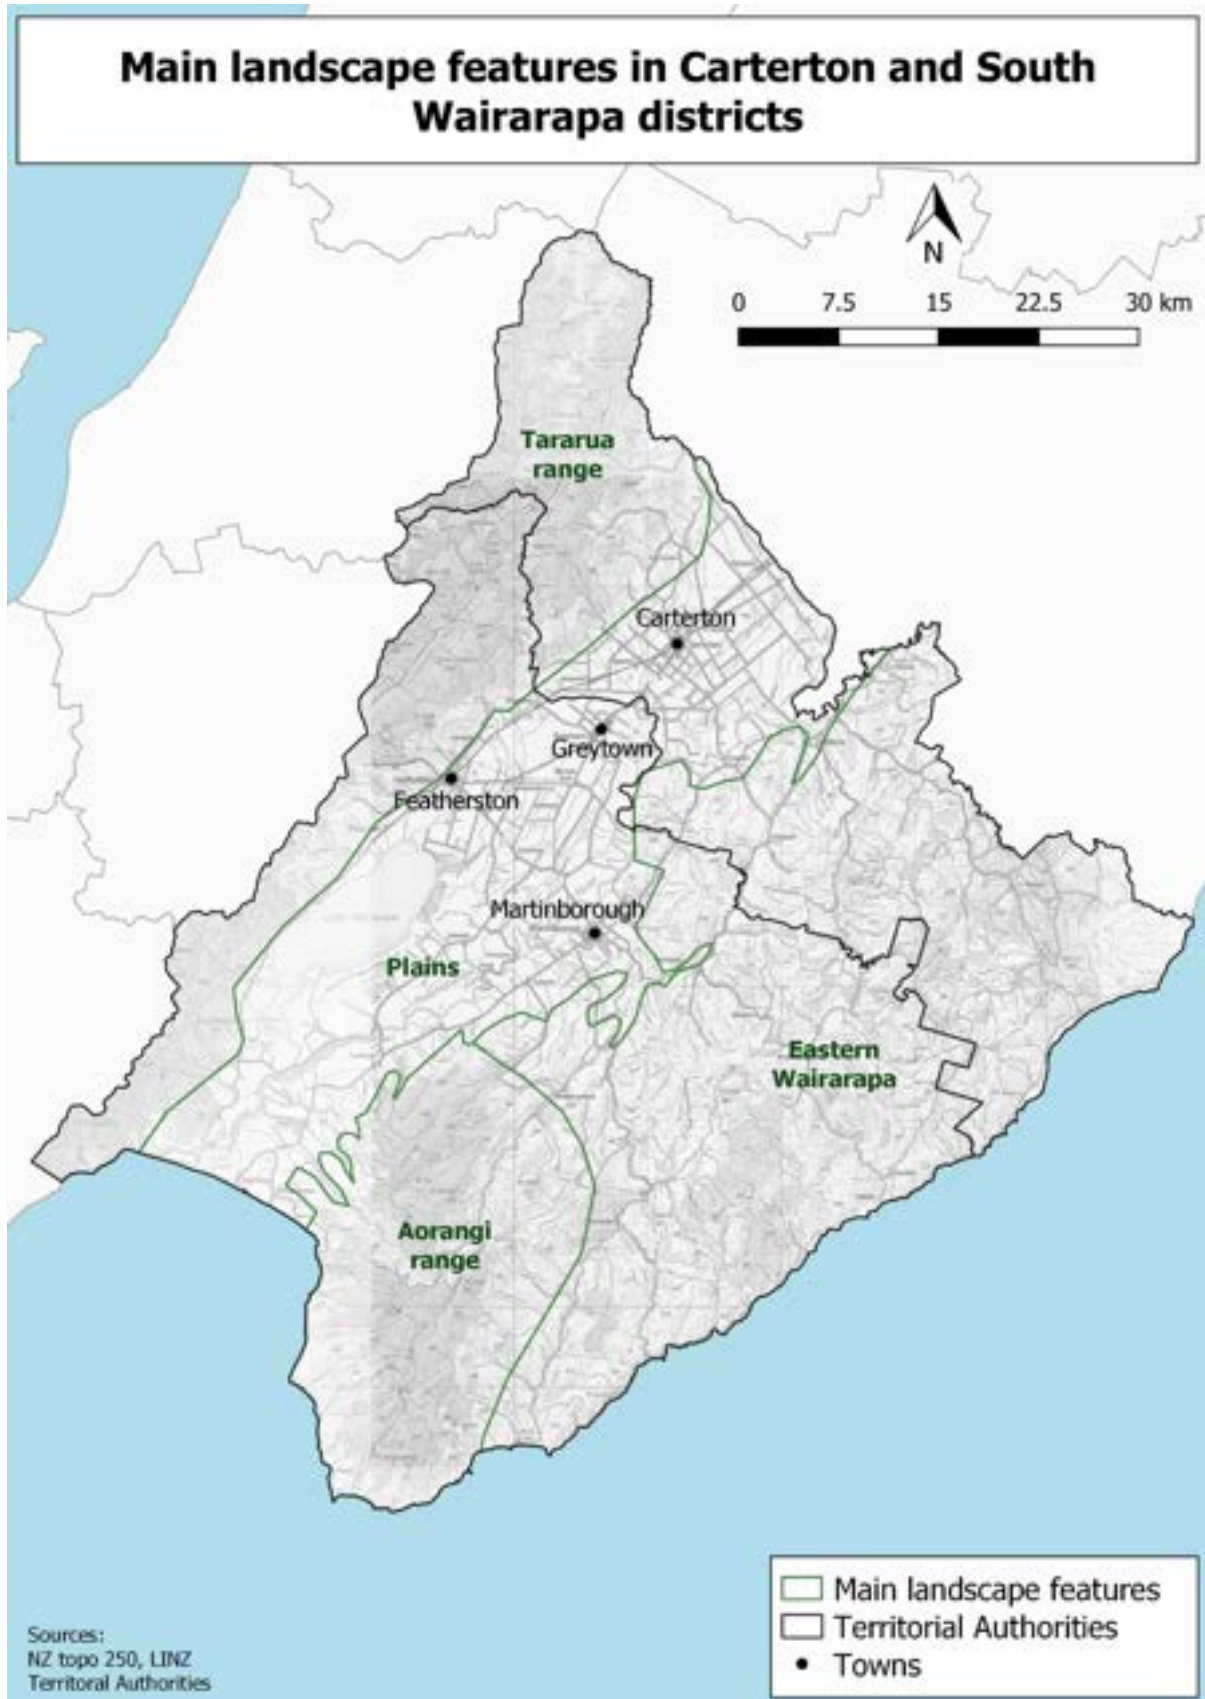 Main landscape features in Carterton and South
Wairarapa districts
N
0 7.5 15 22.5 30 km
Tararua
range
Carterton
Greytown
Featherston
Martinborough
Plains
Eastern
Wairarapa
Aorangi
range
Main landscape features
Territorial Authorities
Towns
Sources:
NZ topo 250, LINZ
Territoral Authorities